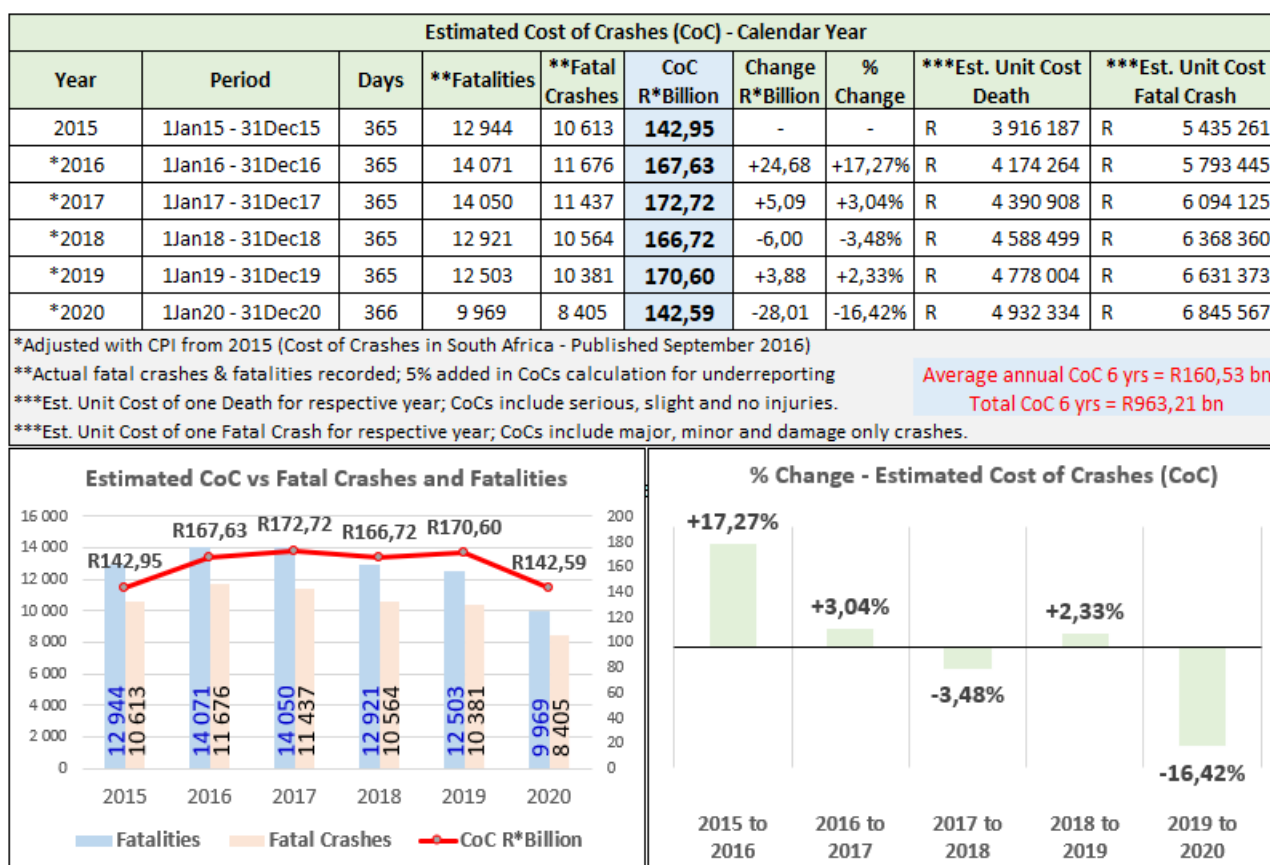 Estimated Cost of Crashes (CoC) - Calendar Year
Year Period Days **Fatalities **Fatal Crashes CoC R*Billion Change R*Billion % Change ***Est. Unit Cost Death ***Est. Unit Cost Fatal Crash
2015 1Jan15 - 31Dec15 365 12 944 10 613 142,95 - - R 3 916 187 R 5 435 261
*2016 1Jan16 - 31Dec16 365 14 071 11 676 167,63 +24,68 +17,27% R 4 174 264 R 5 793 445
*2017 1Jan17 - 31Dec17 365 14 050 11 437 172,72 +5,09 +3,04% R 4 390 908 R 6 094 125
*2018 1Jan18 - 31Dec18 365 12 921 10 564 166,72 -6,00 -3,48% R 4 588 499 R 6 368 360
*2019 1Jan19 - 31Dec19 365 12 503 10 381 170,60 +3,88 +2,33% R 4 778 004 R 6 631 373
*2020 1Jan20 - 31Dec20 366 9 969 8 405 142,59 -28,01 -16,42% R 4 932 334 R 6 845 567
*Adjusted with CPI from 2015 (Cost of Crashes in South Africa - Published September 2016)
**Actual fatal crashes & fatalities recorded; 5% added in CoCs calculation for underreporting
***Est. Unit Cost of one Death for respective year; CoCs include serious, slight and no injuries.
***Est. Unit Cost of one Fatal Crash for respective year; CoCs include major, minor and damage only crashes.
Average annual CoC 6 yrs = R160,53 bn
Total CoC 6 yrs = R963,21 bn
Estimated CoC vs Fatal Crashes and Fatalities
16 000
14 000
12 000
10 000
8 000
6 000
4 000
2 000
0
R142,95 R167,63 R172,72 R166,72 R170,60 R142,59
12 944
10 613
14 071
11 676
14 050
11 437
12 921
10 564
12 503
10 381
9 969
8 405
200
180
160
140
120
100
80
60
40
20
0
2015 2016 2017 2018 2019 2020
Fatalities Fatal Crashes CoC R*Billion
% Change - Estimated Cost of Crashes (CoC)
+17,27%
+3,04%
-3,48%
+2,33%
-16,42%
2015 to 2016 2016 to 2017 2017 to 2018 2018 to 2019 2019 to 2020